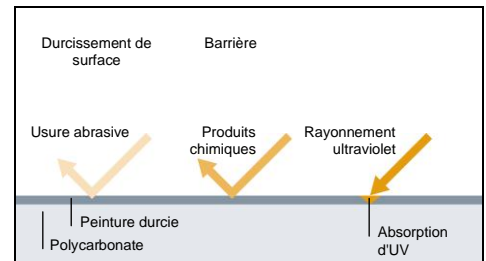 Durcissement de
surface
Barrière
Usure abrasive
Produits
chimiques
Rayonnement
ultraviolet
Peinture durcie
Polycarbonate
Absorption
d'UV